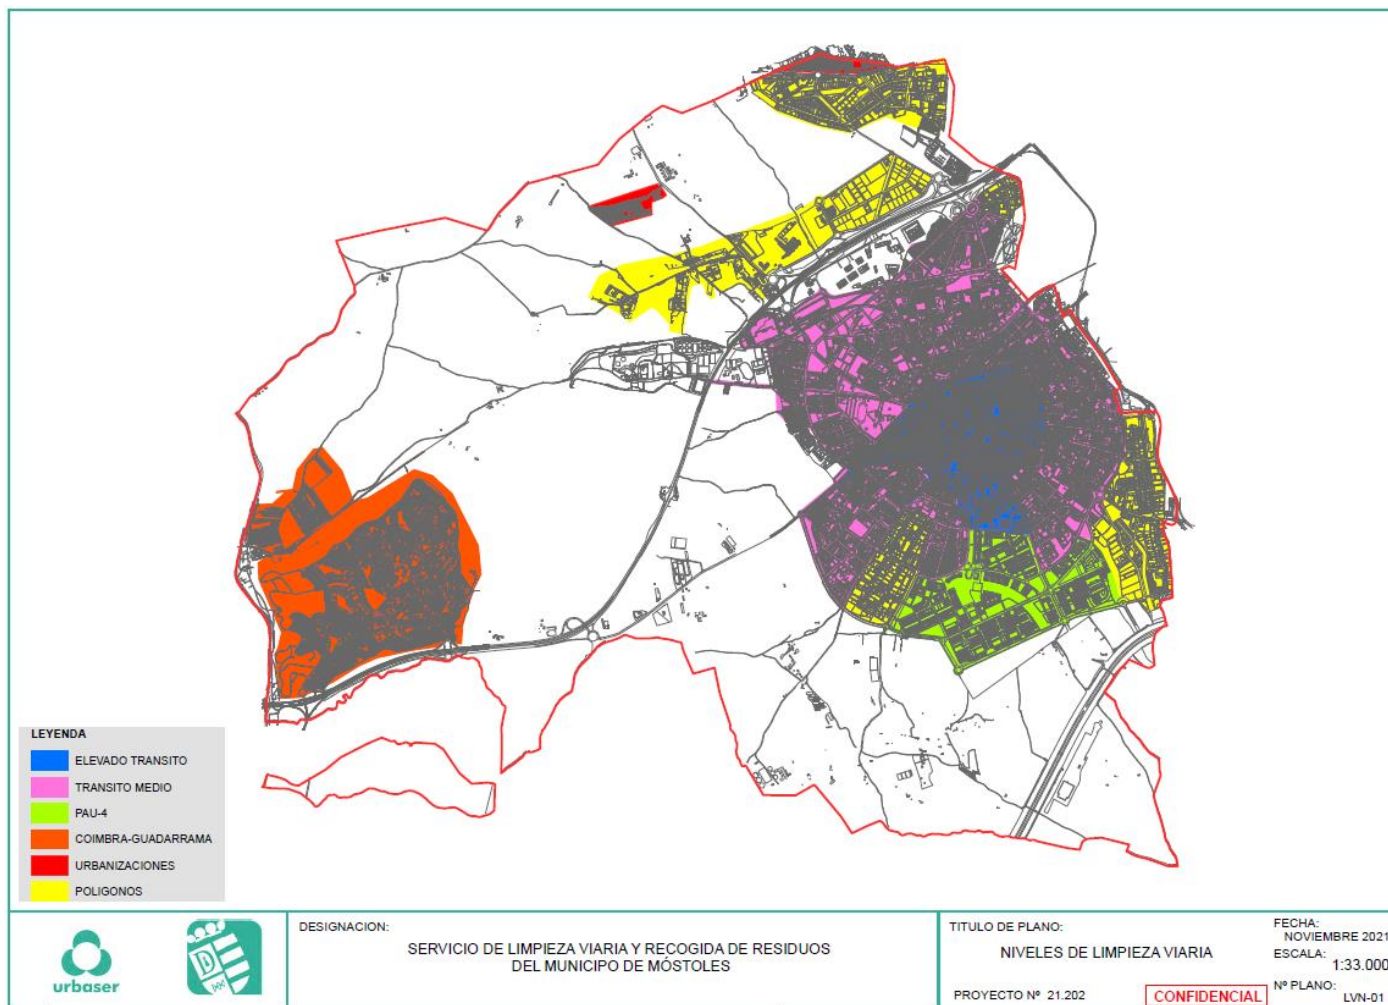 LEYENDA
ELEVADO TRANSITO
TRANSITO MEDIO
PAU-4
COIMBRA-GUADARRAMA
URBANIZACIONES
POLIGONOS
urbaser
DESIGNACION:
SERVICIO DE LIMPIEZA VIARIA Y RECOGIDA DE RESIDUOS
DEL MUNICIPO DE MÓSTOLES
TITULO DE PLANO:
NIVELES DE LIMPIEZA VIARIA
PROYECTO Nº 21.202
CONFIDENCIAL
FECHA:
NOVIEMBRE 2021
ESCALA:
1:33.000
Nº PLANO:
LVN-01